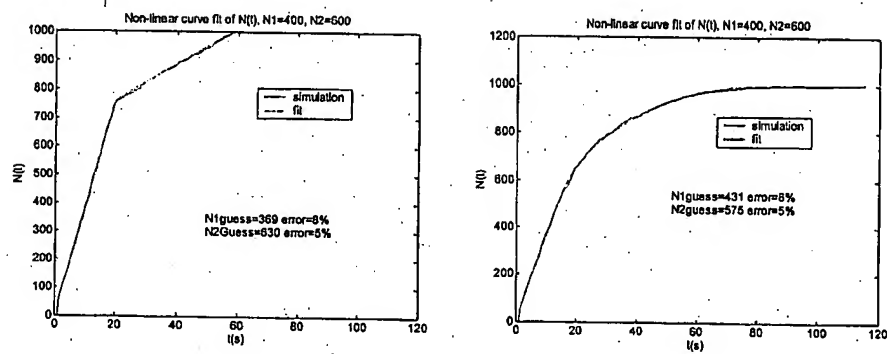 Non-linear curve fit of N(t), N1=400, N2=600
1000
900
800
700
600
500
400
300
200
100
0
N(t)
simulation
fit
N1guess=369 error=8%
N2Guess=630 error=5%
0
20
40
60
80
100
120
t(s)
Non-linear curve fit of N(t), N1=400, N2=600
1200
1000
800
600
400
200
0
N(t)
simulation
fit
N1guess=431 error=8%
N2guess=575 error=5%
0
20
40
60
80
100
120
t(s)